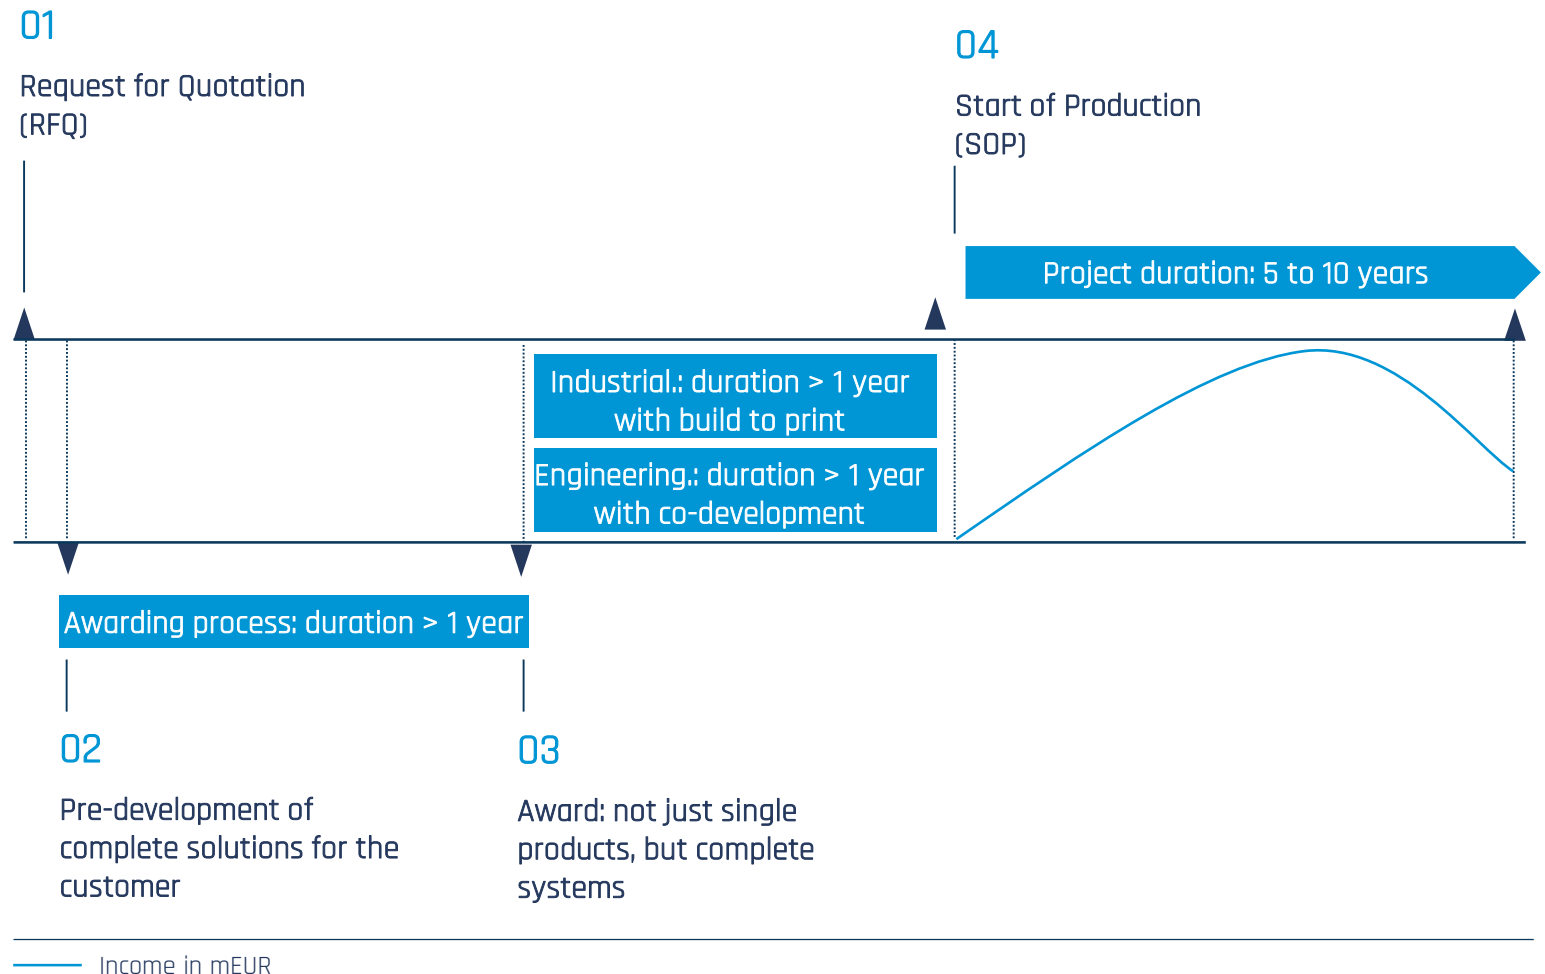 01
Request for Quotation
(RFQ)
04
Start of Production
(SOP)
Project duration: 5 to 10 years
Industrial.: duration > 1 year
with build to print
Engineering.: duration > 1 year
with co-development
Awarding process: duration > 1 year
02
Pre-development of
complete solutions for the
customer
03
Award: not just single
products, but complete
systems
Income in mEUR